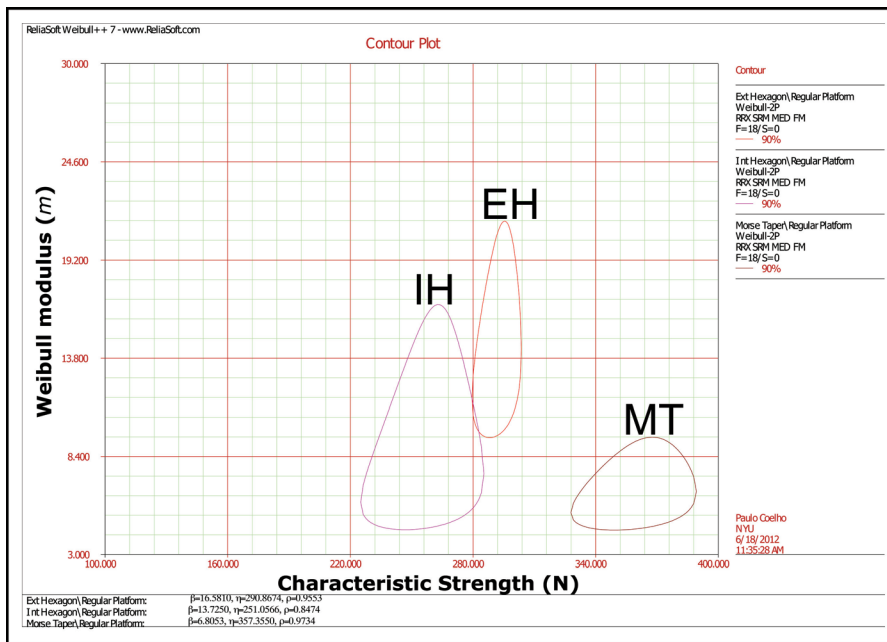 ReliaSoft Weibull++ 7 - www.ReliaSoft.com
Contour Plot
30.000
24.600
19.200
13.800
8.400
3.000
Weibull modulus (m)
EH
IH
MT
100.000 160.000 220.000 280.000 340.000 400.000
Characteristic Strength (N)
Contour
Ext Hexagon\Regular Platform
Weibull-2P
RRX SRM MED FM
F=18/S=0
90%
Int Hexagon\Regular Platform
Weibull-2P
RRX SRM MED FM
F=18/S=0
90%
Morse Taper\Regular Platform
Weibull-2P
RRX SRM MED FM
F=18/S=0
90%
Paulo Coelho
NYU
6/18/2012
11:35:28 AM
Ext Hexagon\Regular Platform: β=16.5810, η=290.8674, ρ=0.9553
Int Hexagon\Regular Platform: β=13.7250, η=251.0566, ρ=0.8474
Morse Taper\Regular Platform: β=6.8053, η=357.3550, ρ=0.9734